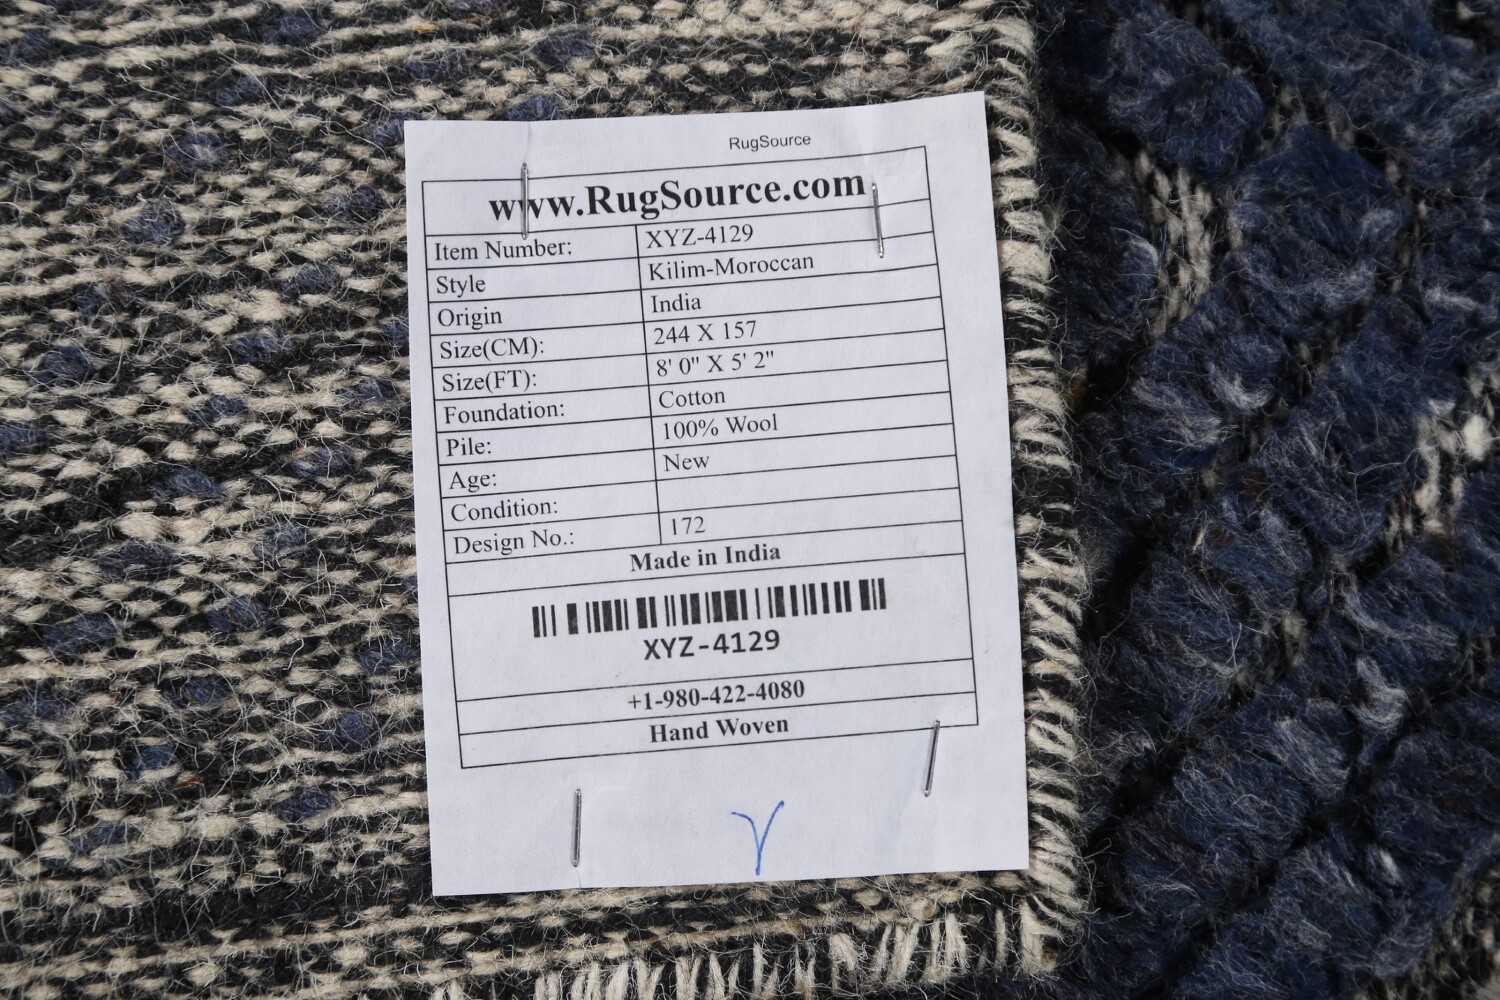 RugSource
www.RugSource.com
Item Number: XYZ-4129
Style Kilim-Moroccan
Origin India
Size(CM): 244 X 157
Size(FT): 8' 0" X 5' 2"
Foundation: Cotton
Pile: 100% Wool
Age: New
Condition:
Design No.: 172
Made in India
XYZ-4129
+1-980-422-4080
Hand Woven